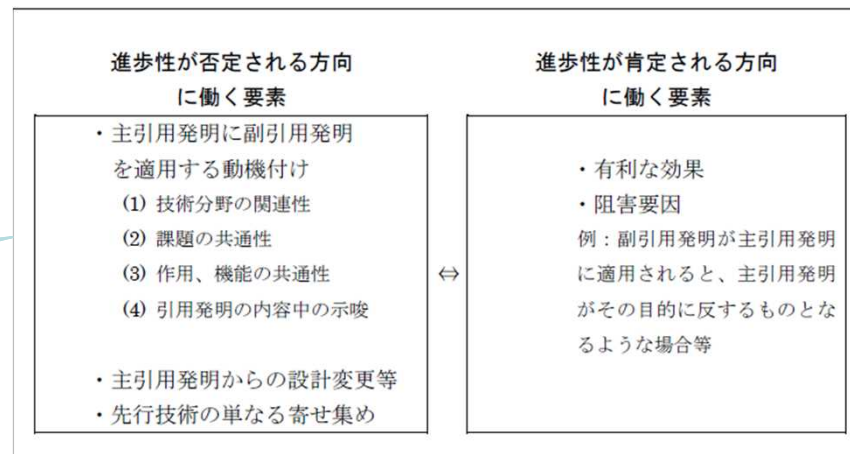 進歩性が否定される方向
に働く要素
・主引用発明に副引用発明
を適用する動機付け
(1) 技術分野の関連性
(2) 課題の共通性
(3) 作用、機能の共通性
(4) 引用発明の内容中の示唆
・主引用発明からの設計変更等
・先行技術の単なる寄せ集め
⇔
進歩性が肯定される方向
に働く要素
・有利な効果
・阻害要因
例：副引用発明が主引用発明
に適用されると、主引用発明
がその目的に反するものとな
るような場合等